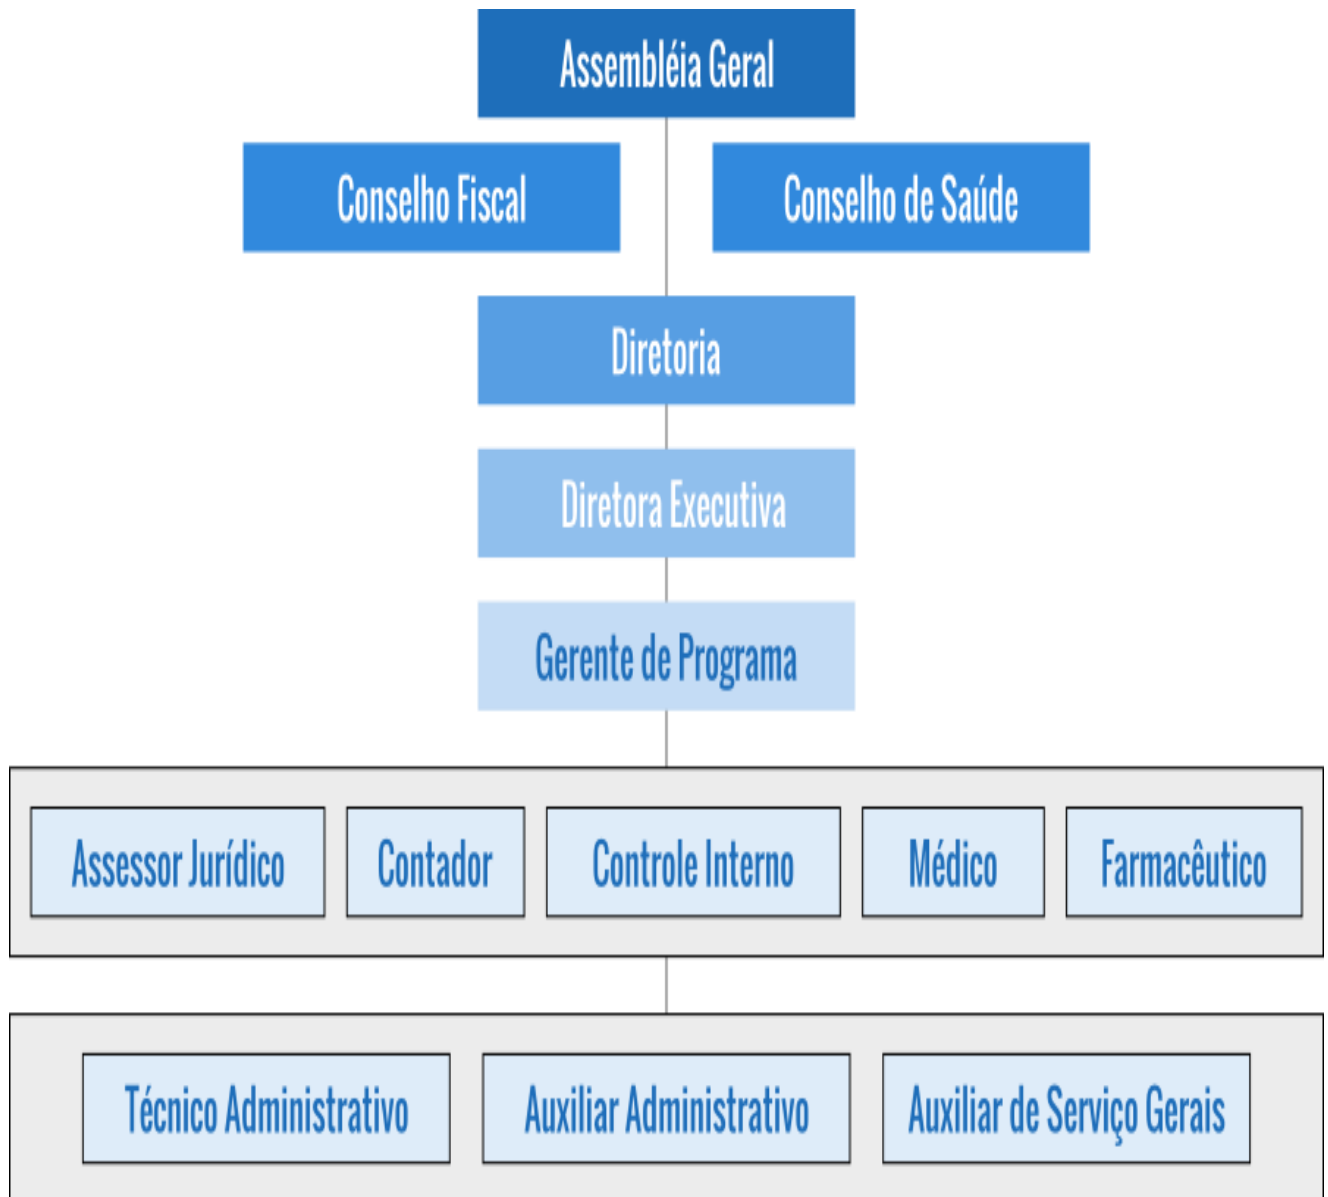 Assembléia Geral
Conselho Fiscal
Conselho de Saúde
Diretoria
Diretora Executiva
Gerente de Programa
Assessor Jurídico
Contador
Controle Interno
Médico
Farmacêutico
Técnico Administrativo
Auxiliar Administrativo
Auxiliar de Serviço Gerais